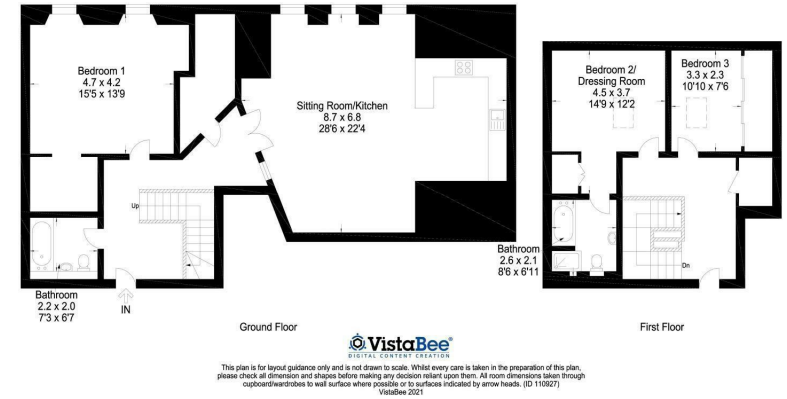 Bedroom 1
4.7 x 4.2
15'5 x 13'9
Sitting Room/Kitchen
8.7 x 6.8
28'6 x 22'4
Up
Bathroom
2.2 x 2.0
7'3 x 6'7
IN
Ground Floor
Bedroom 2/
Dressing Room
4.5 x 3.7
14'9 x 12'2
Bedroom 3
3.3 x 2.3
10'10 x 7'6
Bathroom
2.6 x 2.1
8'6 x 6'11
Dn
First Floor
VistaBee®
DIGITAL CONTENT CREATION
This plan is for layout guidance only and is not drawn to scale. Whilst every care is taken in the preparation of this plan,
please check all dimension and shapes before making any decision reliant upon them. All room dimensions taken through
cupboard/wardrobes to wall surface where possible or to surfaces indicated by arrow heads. (ID 110927)
VistaBee 2021